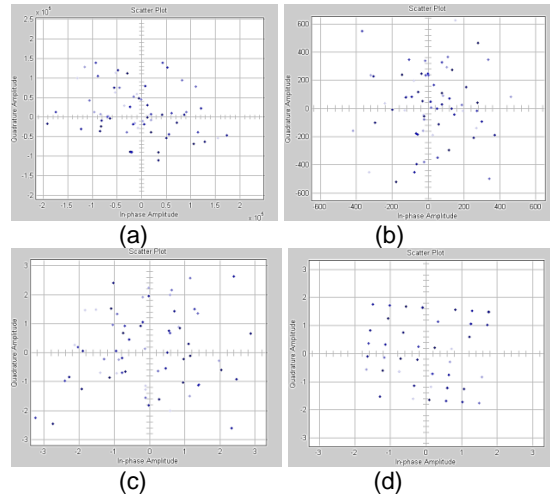 Scatter Plot
x 10⁻⁸
2.5
2
1.5
1
0.5
0
-0.5
-1
-1.5
-2
Quadrature Amplitude
-2 -1.5 -1 -0.5 0 0.5 1 1.5 2
In-phase Amplitude
(a)
Scatter Plot
600
400
200
0
-200
-400
-600
Quadrature Amplitude
-600 -400 -200 0 200 400 600
In-phase Amplitude
(b)
Scatter Plot
3
2
1
0
-1
-2
-3
Quadrature Amplitude
-3 -2 -1 0 1 2 3
In-phase Amplitude
(c)
Scatter Plot
3
2
1
0
-1
-2
-3
Quadrature Amplitude
-3 -2 -1 0 1 2 3
In-phase Amplitude
(d)